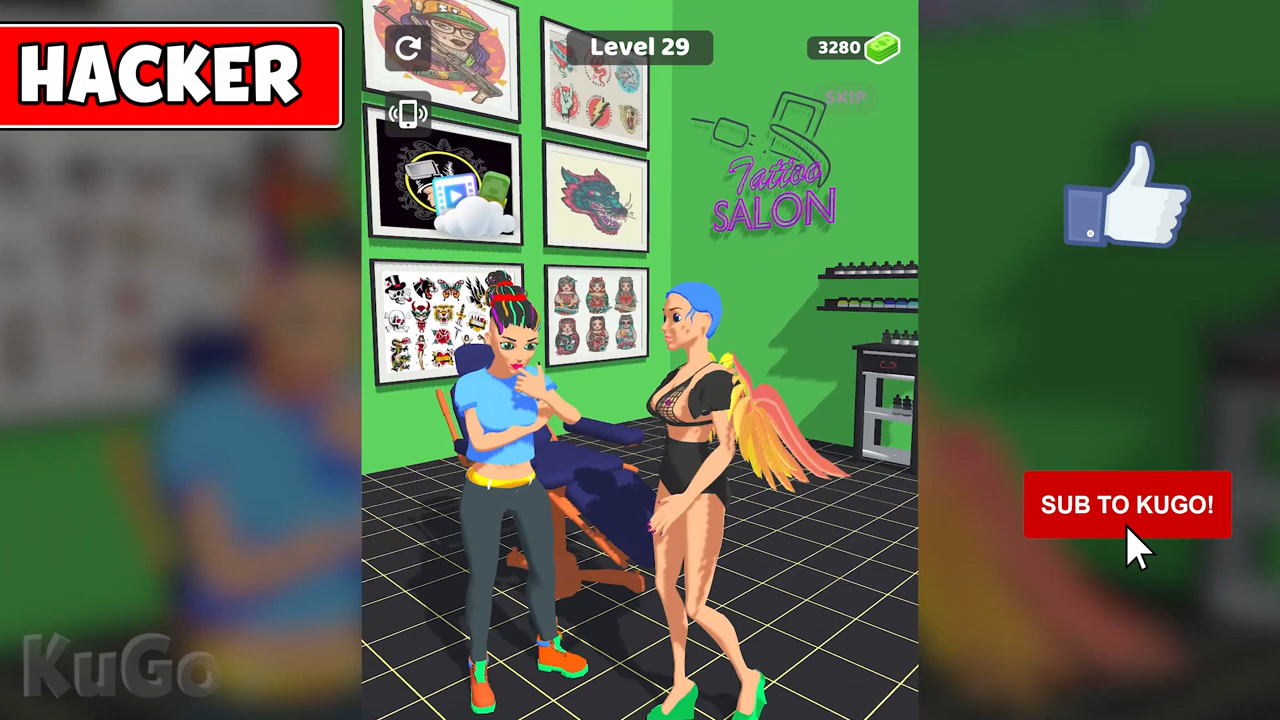 HACKER
Level 29
3280
SKIP
Tattoo
SALON
SUB TO KUGO!
KuGo